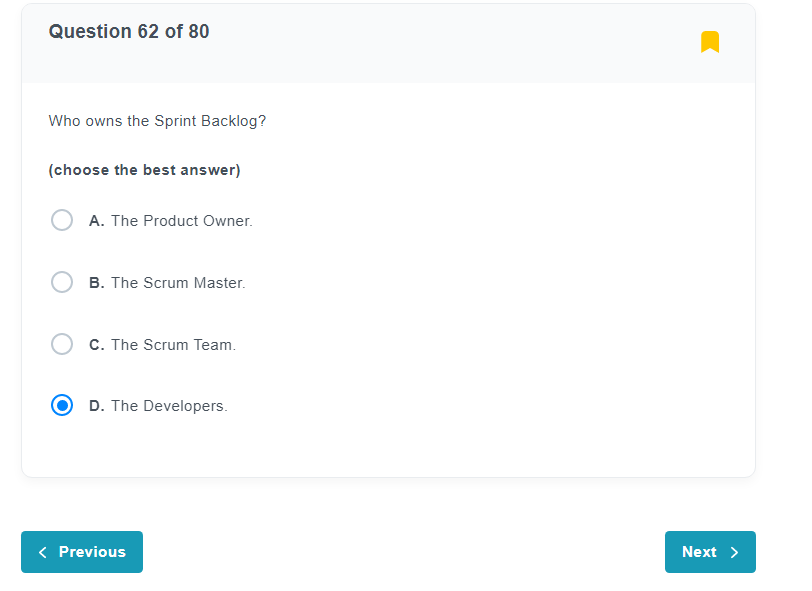 Question 62 of 80
Who owns the Sprint Backlog?
(choose the best answer)
A. The Product Owner.
B. The Scrum Master.
C. The Scrum Team.
D. The Developers.
Previous
Next